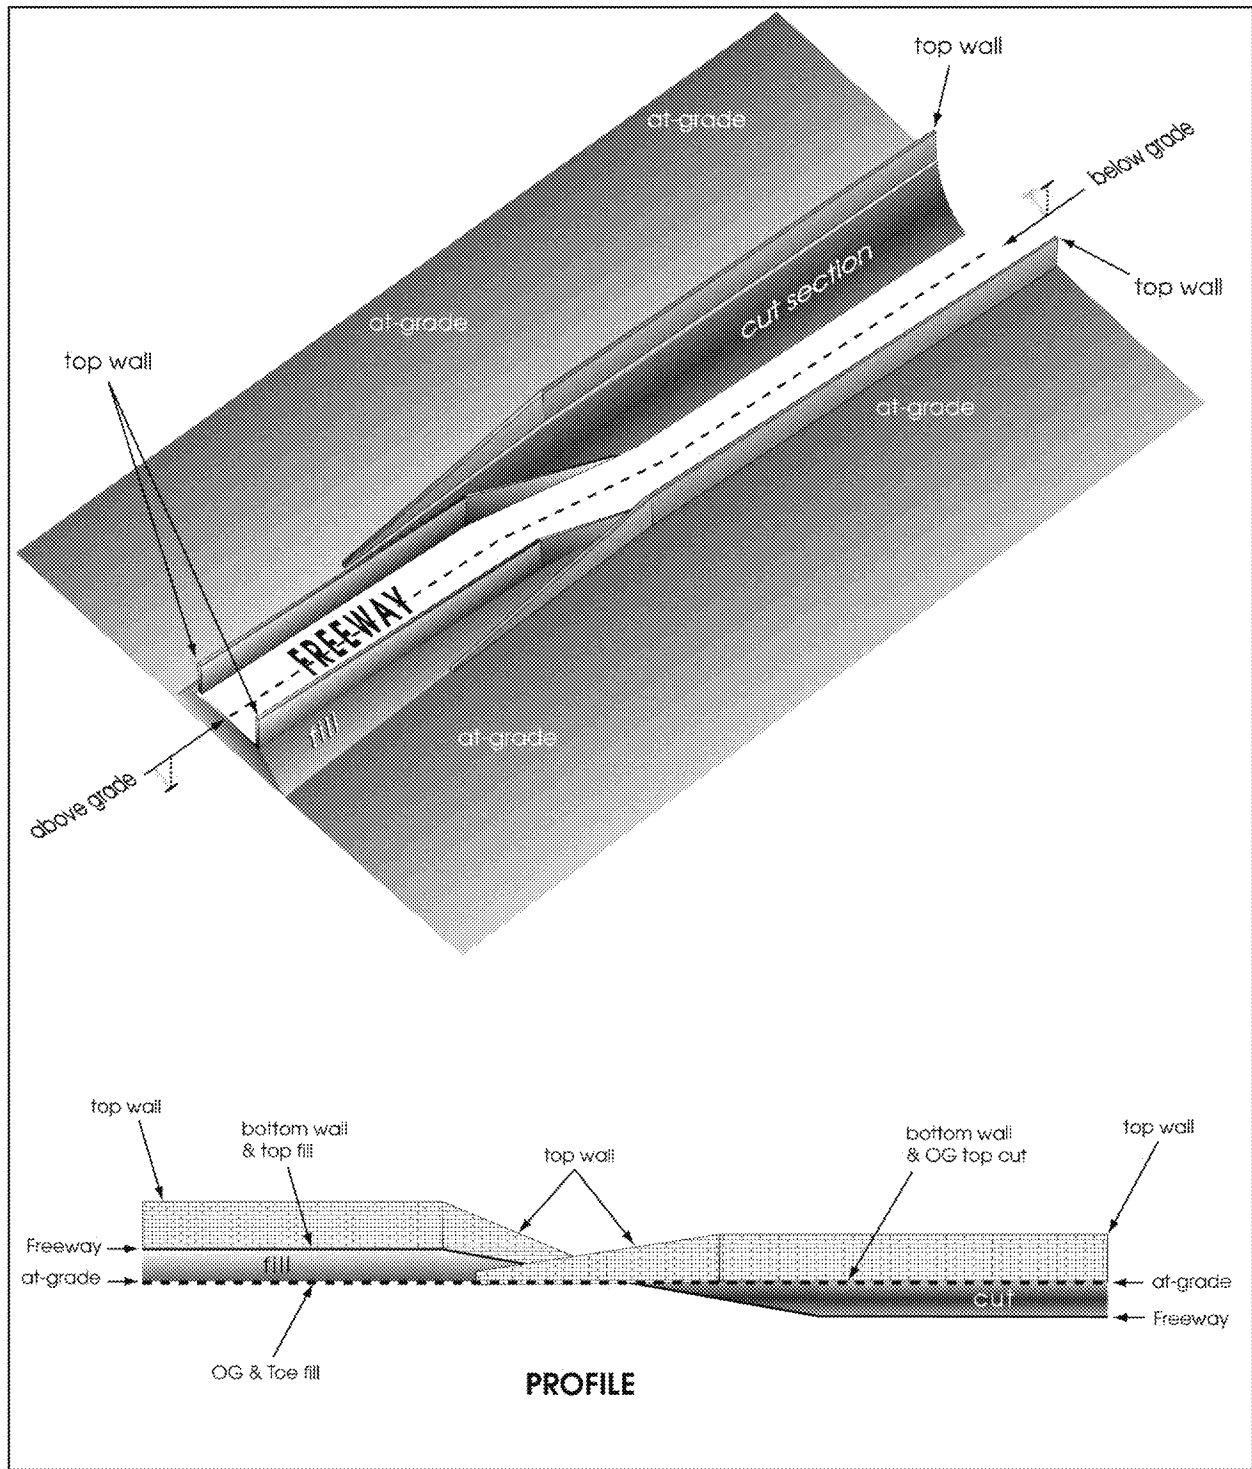 top wall
at-grade
below grade
cut section
top wall
at-grade
top wall
at-grade
FREEWAY
fill
at-grade
above grade
top wall
bottom wall
& top fill
top wall
bottom wall
& OG top cut
top wall
Freeway
fill
at-grade
at-grade
cut
Freeway
OG & Toe fill
PROFILE